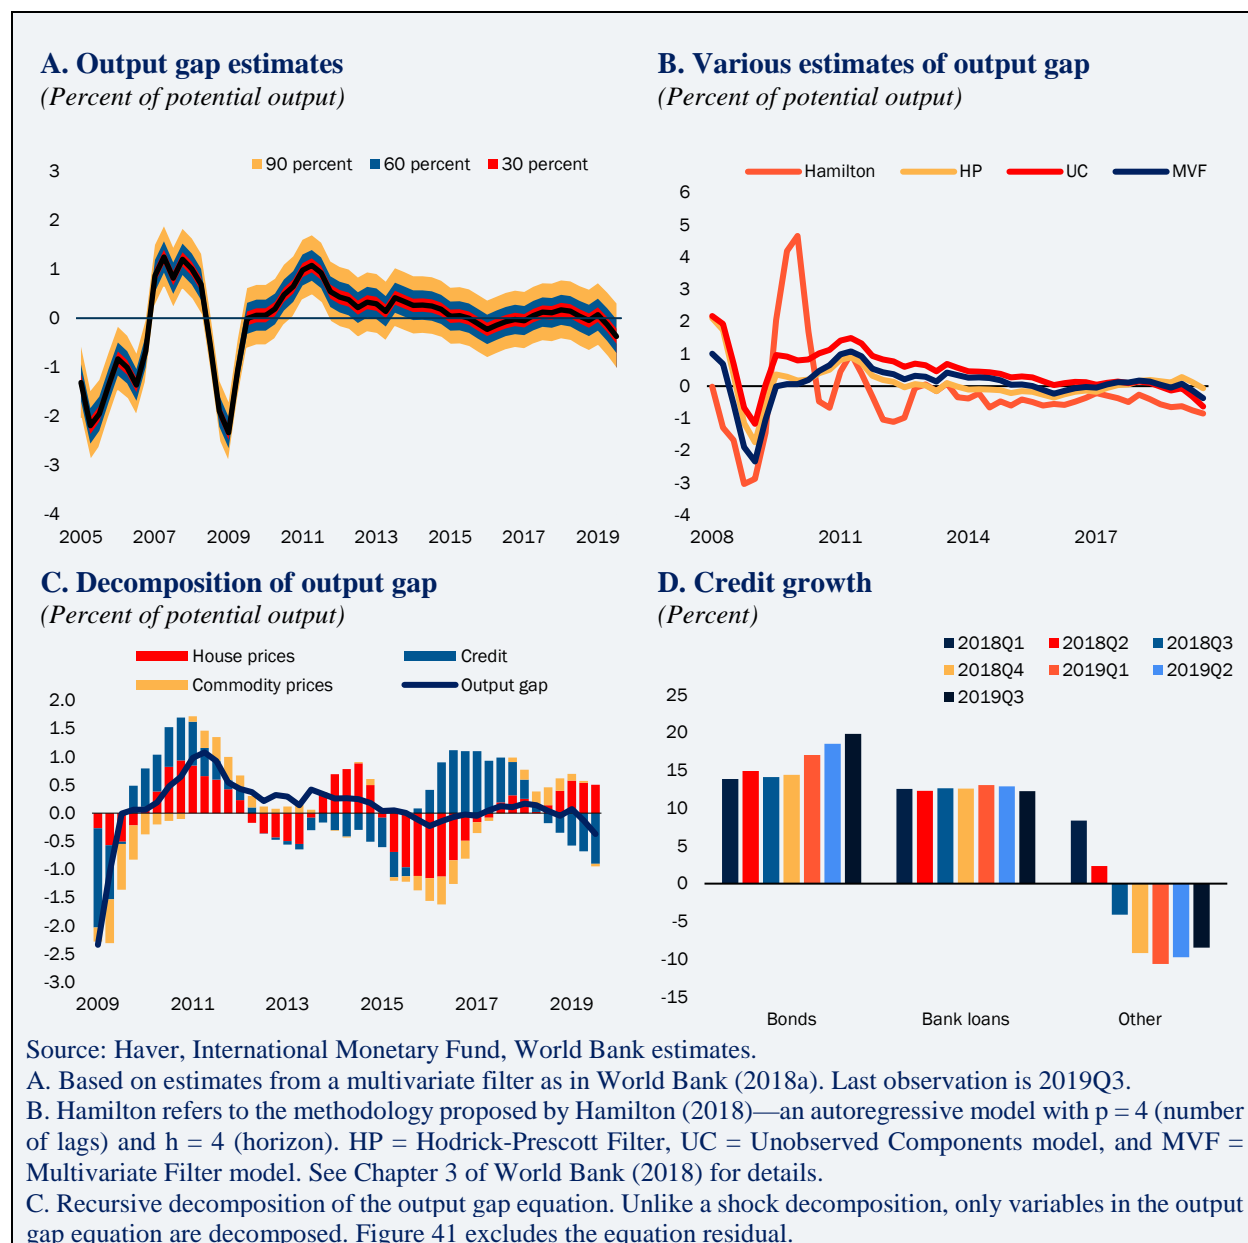 A. Output gap estimates
(Percent of potential output)
90 percent 60 percent 30 percent
3
2
1
0
-1
-2
-3
-4
2005 2007 2009 2011 2013 2015 2017 2019
B. Various estimates of output gap
(Percent of potential output)
Hamilton HP UC MVF
6
5
4
3
2
1
0
-1
-2
-3
-4
2008 2011 2014 2017
C. Decomposition of output gap
(Percent of potential output)
House prices Credit
Commodity prices Output gap
2.0
1.5
1.0
0.5
0.0
-0.5
-1.0
-1.5
-2.0
-2.5
-3.0
2009 2011 2013 2015 2017 2019
D. Credit growth
(Percent)
2018Q1 2018Q2 2018Q3
2018Q4 2019Q1 2019Q2
2019Q3
25
20
15
10
5
0
-5
-10
-15
Bonds Bank loans Other
Source: Haver, International Monetary Fund, World Bank estimates.
A. Based on estimates from a multivariate filter as in World Bank (2018a). Last observation is 2019Q3.
B. Hamilton refers to the methodology proposed by Hamilton (2018)—an autoregressive model with p = 4 (number
of lags) and h = 4 (horizon). HP = Hodrick-Prescott Filter, UC = Unobserved Components model, and MVF =
Multivariate Filter model. See Chapter 3 of World Bank (2018) for details.
C. Recursive decomposition of the output gap equation. Unlike a shock decomposition, only variables in the output
gap equation are decomposed. Figure 41 excludes the equation residual.